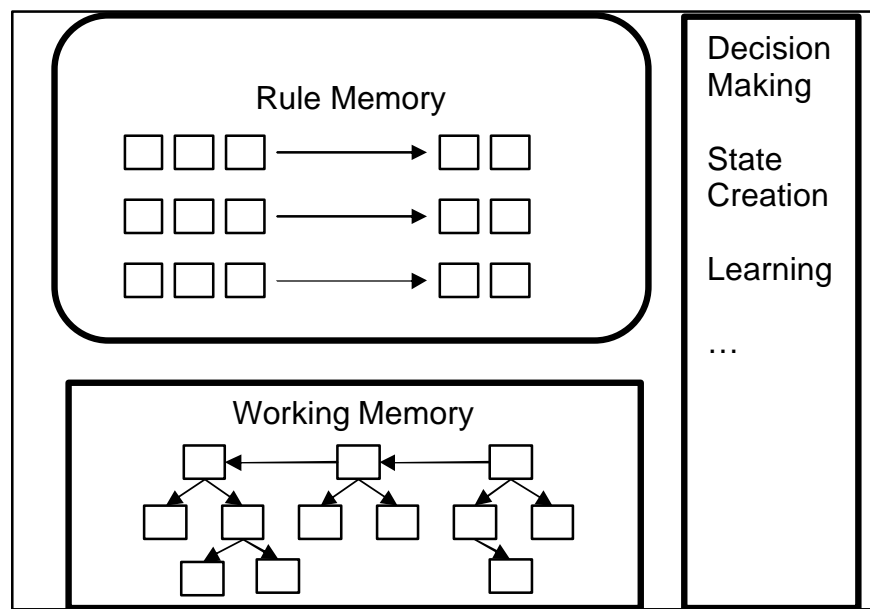 Rule Memory
Working Memory
Decision
Making
State
Creation
Learning
…